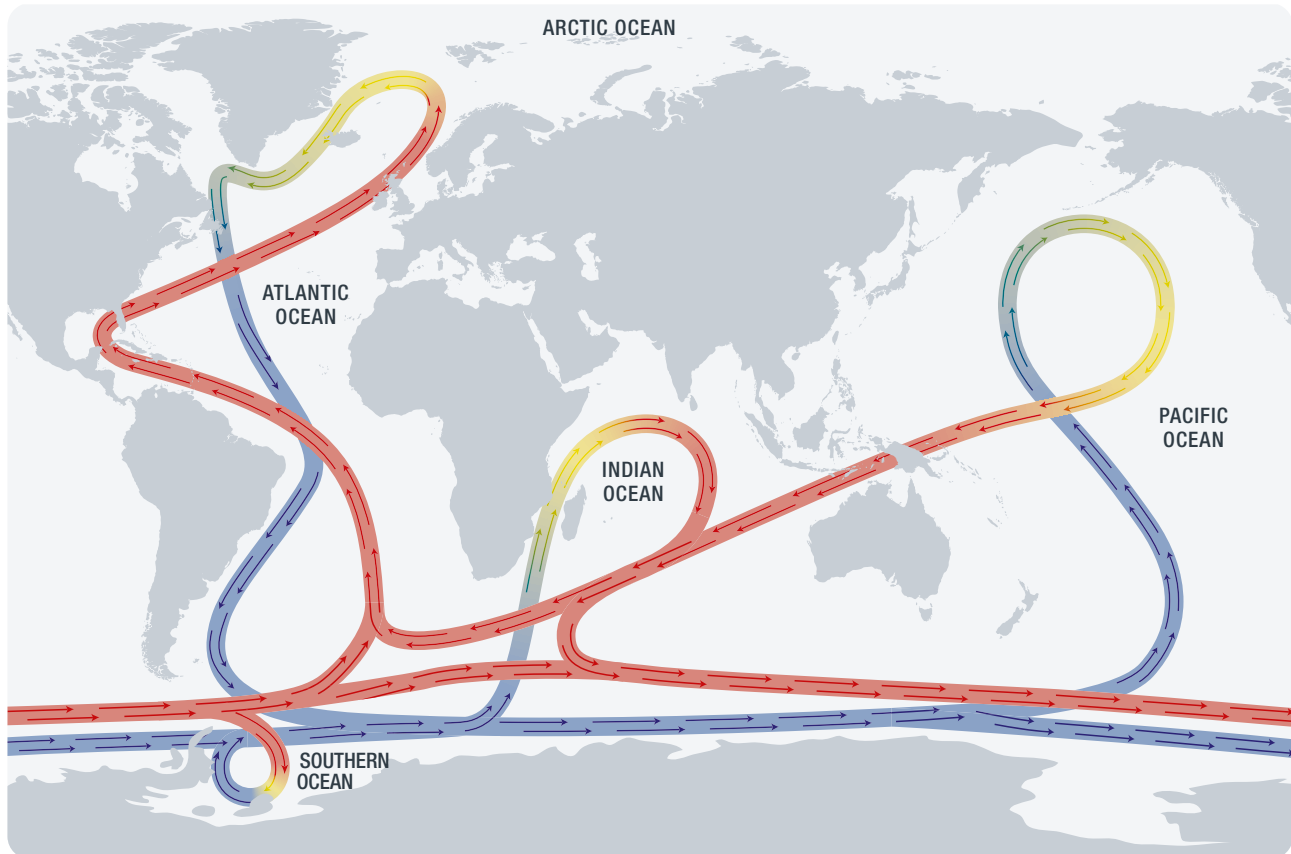 ARCTIC OCEAN
ATLANTIC
OCEAN
PACIFIC
OCEAN
INDIAN
OCEAN
SOUTHERN
OCEAN